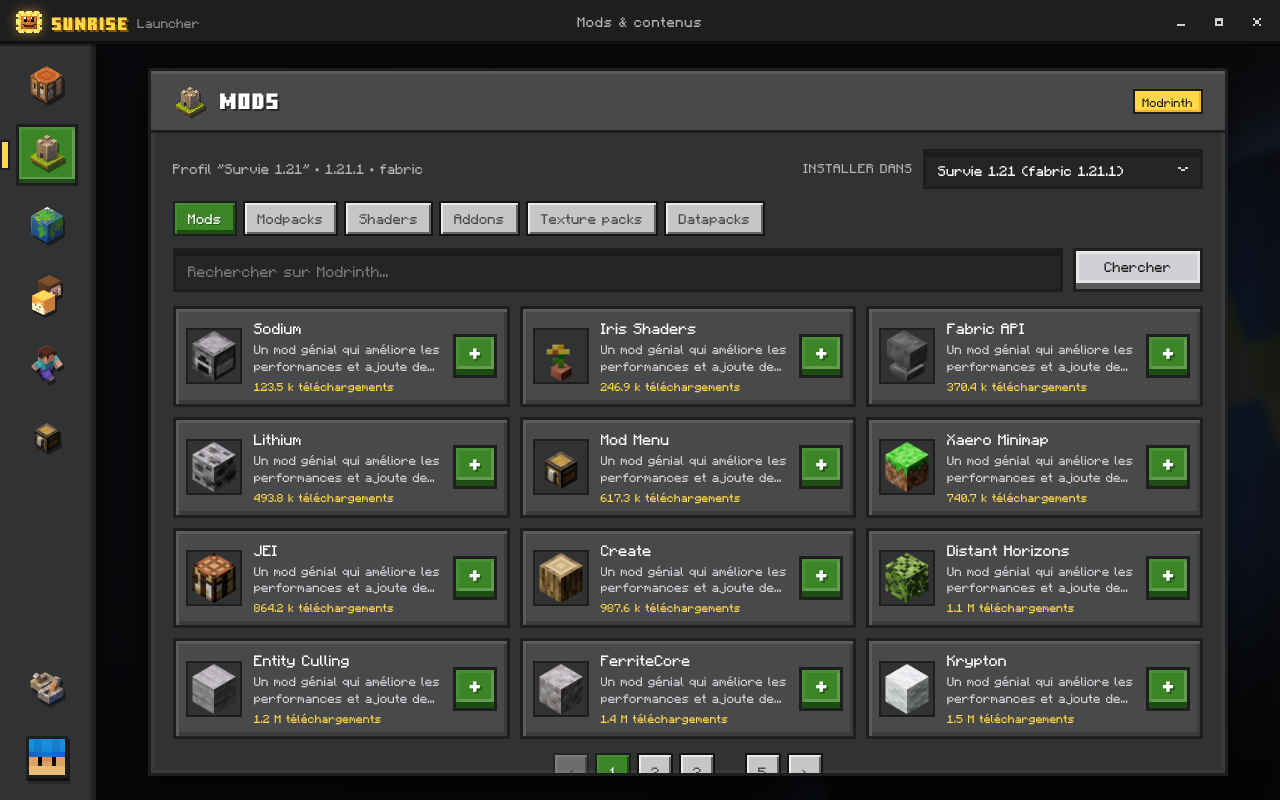 SUNRISE Launcher
Mods & contenus
MODS
Modrinth
Profil "Survie 1.21" • 1.21.1 • fabric
INSTALLER DANS
Survie 1.21 (fabric 1.21.1)
Mods
Modpacks
Shaders
Addons
Texture packs
Datapacks
Rechercher sur Modrinth...
Chercher
Sodium
Un mod génial qui améliore les
performances et ajoute de...
123.5 k téléchargements
Iris Shaders
Un mod génial qui améliore les
performances et ajoute de...
246.9 k téléchargements
Fabric API
Un mod génial qui améliore les
performances et ajoute de...
370.4 k téléchargements
Lithium
Un mod génial qui améliore les
performances et ajoute de...
493.8 k téléchargements
Mod Menu
Un mod génial qui améliore les
performances et ajoute de...
617.3 k téléchargements
Xaero Minimap
Un mod génial qui améliore les
performances et ajoute de...
740.7 k téléchargements
JEI
Un mod génial qui améliore les
performances et ajoute de...
864.2 k téléchargements
Create
Un mod génial qui améliore les
performances et ajoute de...
987.6 k téléchargements
Distant Horizons
Un mod génial qui améliore les
performances et ajoute de...
1.1 M téléchargements
Entity Culling
Un mod génial qui améliore les
performances et ajoute de...
1.2 M téléchargements
FerriteCore
Un mod génial qui améliore les
performances et ajoute de...
1.4 M téléchargements
Krypton
Un mod génial qui améliore les
performances et ajoute de...
1.5 M téléchargements